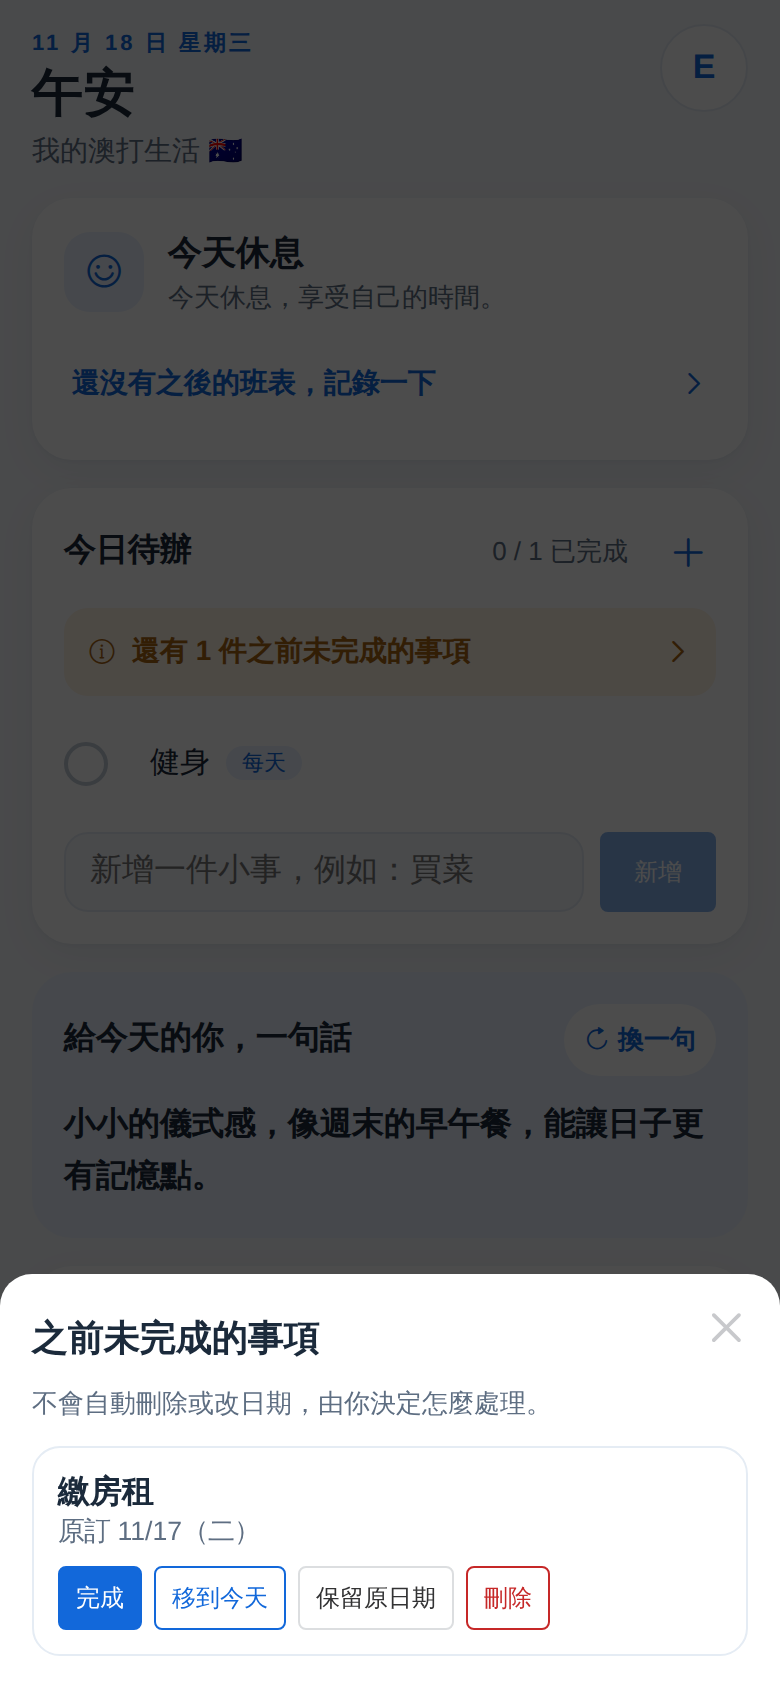 11 月 18 日 星期三
E
午安
我的澳打生活 🇦🇺
今天休息
今天休息，享受自己的時間。
還沒有之後的班表，記錄一下
今日待辦
0 / 1 已完成
還有 1 件之前未完成的事項
健身 每天
新增一件小事，例如：買菜
新增
給今天的你，一句話
換一句
小小的儀式感，像週末的早午餐，能讓日子更
有記憶點。
之前未完成的事項
不會自動刪除或改日期，由你決定怎麼處理。
繳房租
原訂 11/17（二）
完成 移到今天 保留原日期 刪除